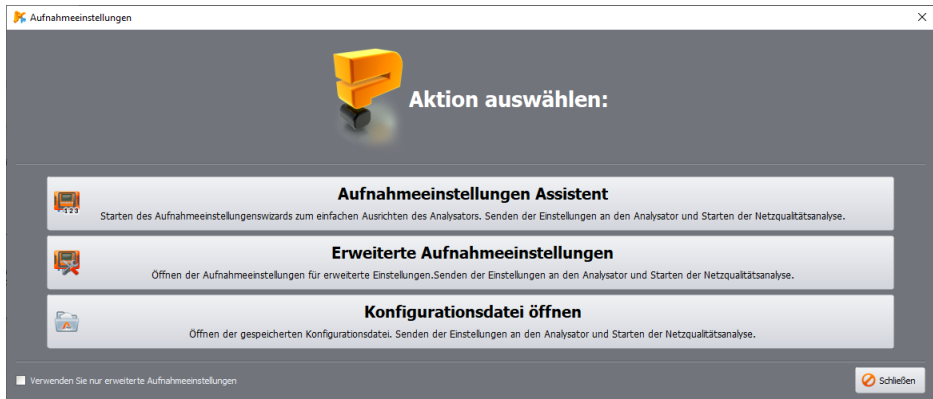 Aufnahmeeinstellungen
Aktion auswählen:
Aufnahmeeinstellungen Assistent
Starten des Aufnahmeeinstellungenswizards zum einfachen Ausrichten des Analysators. Senden der Einstellungen an den Analysator und Starten der Netzqualitätsanalyse.
Erweiterte Aufnahmeeinstellungen
Öffnen der Aufnahmeeinstellungen für erweiterte Einstellungen.Senden der Einstellungen an den Analysator und Starten der Netzqualitätsanalyse.
Konfigurationsdatei öffnen
Öffnen der gespeicherten Konfigurationsdatei. Senden der Einstellungen an den Analysator und Starten der Netzqualitätsanalyse.
Verwenden Sie nur erweiterte Aufnahmeeinstellungen
Schließen